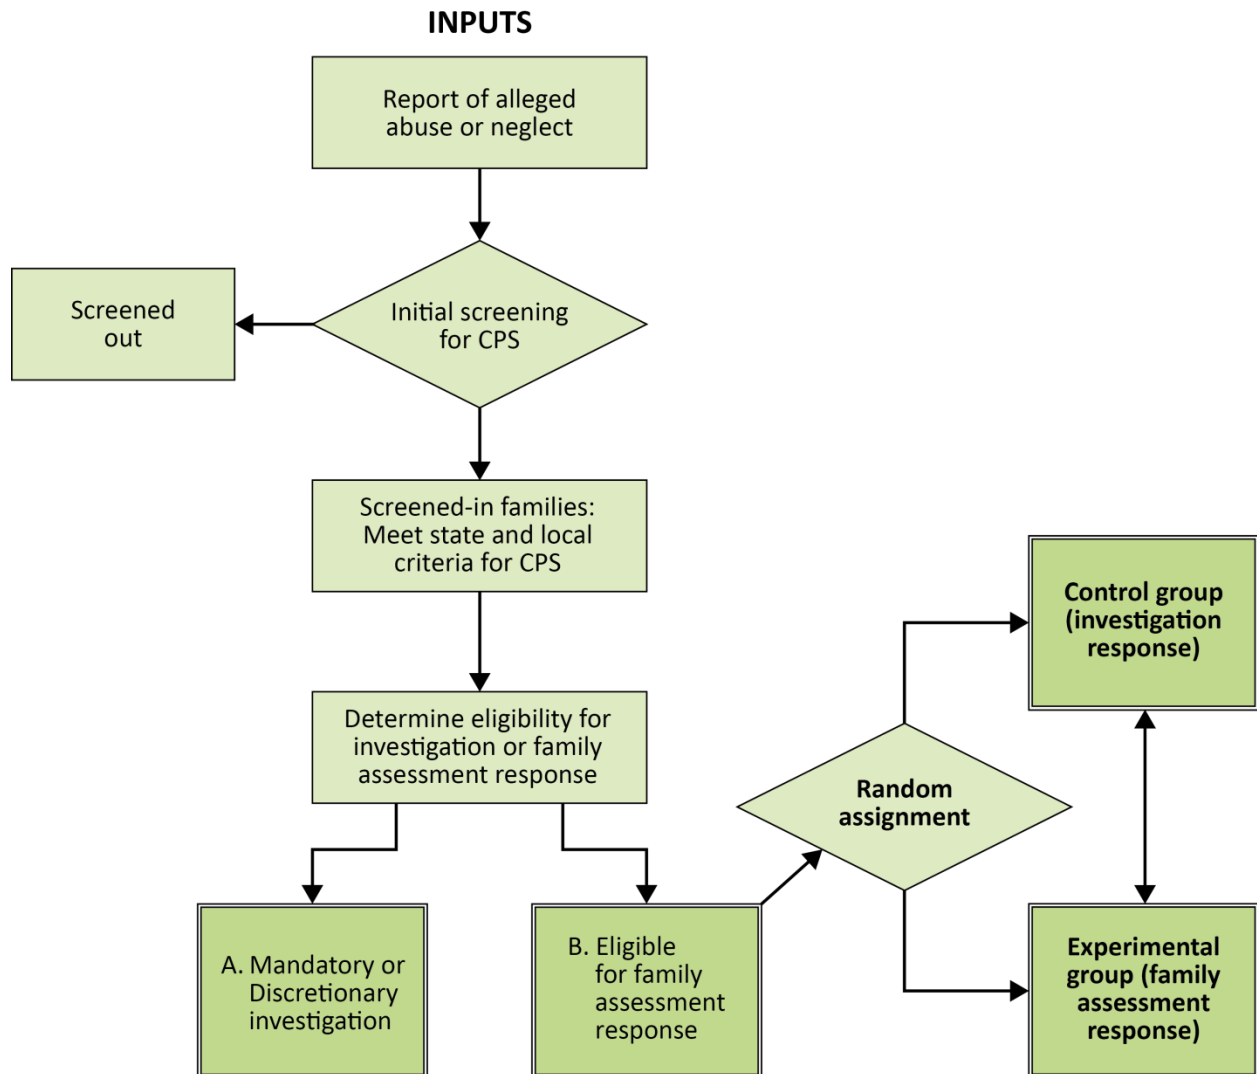 INPUTS
Report of alleged
abuse or neglect
Screened
out
Initial screening
for CPS
Screened-in families:
Meet state and local
criteria for CPS
Determine eligibility for
investigation or family
assessment response
A. Mandatory or
Discretionary
investigation
B. Eligible
for family
assessment
response
Random
assignment
Control group
(investigation
response)
Experimental
group (family
assessment
response)